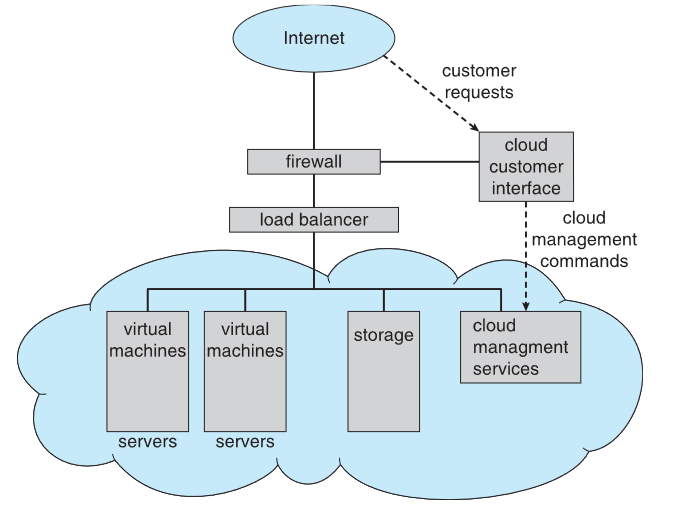 Internet
customer
requests
firewall
cloud
customer
interface
load balancer
cloud
management
commands
virtual
machines
virtual
machines
storage
cloud
managment
services
servers
servers